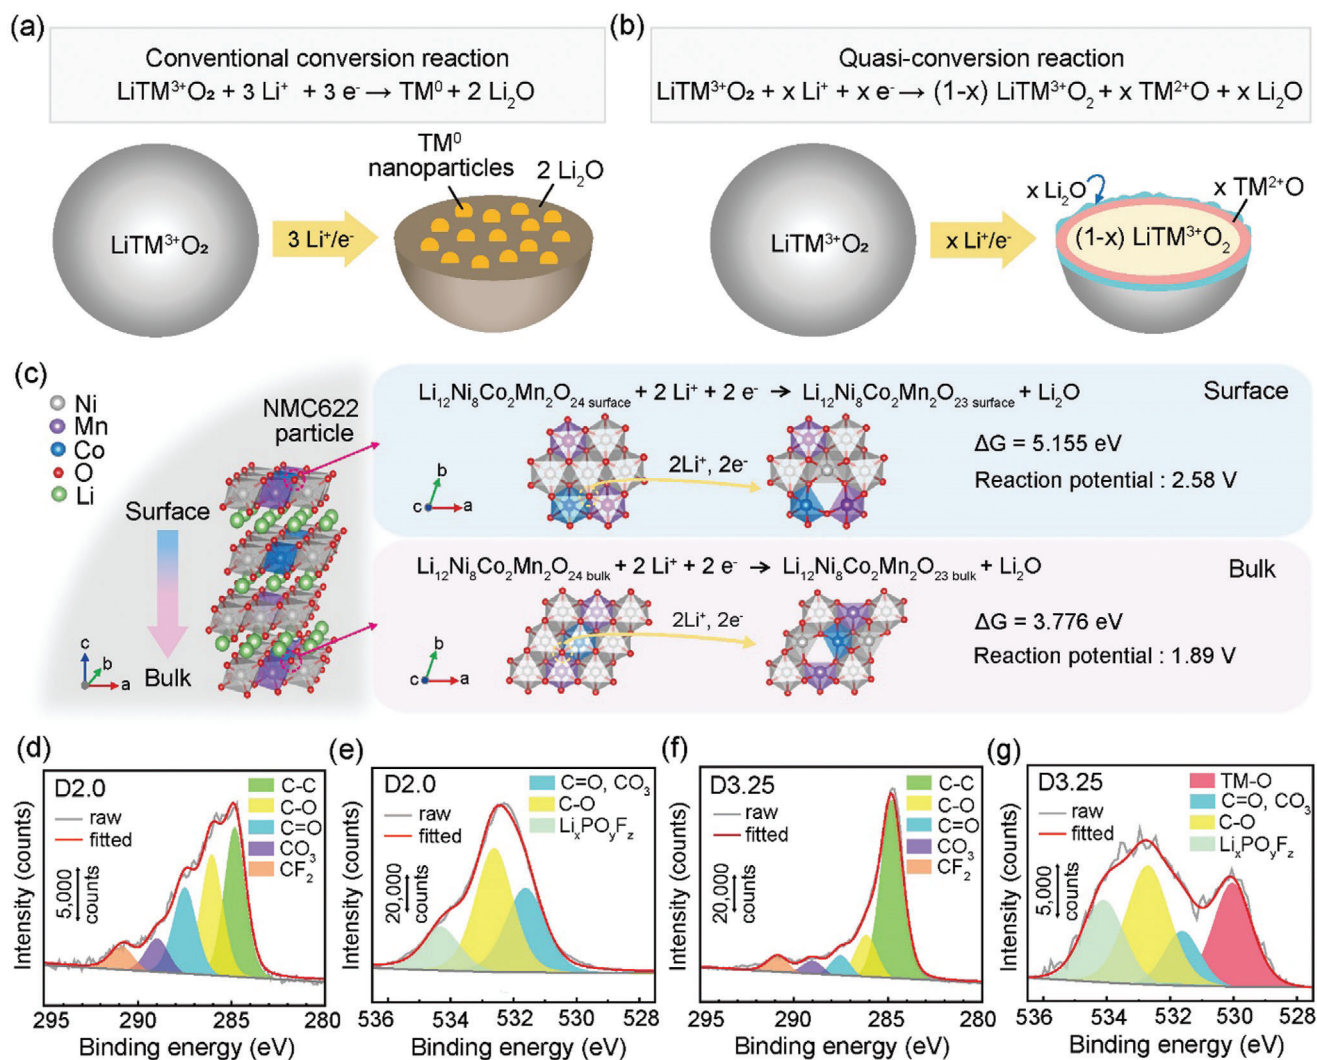 (a)
Conventional conversion reaction
LiTM³⁺O₂ + 3 Li⁺ + 3 e⁻ → TM⁰ + 2 Li₂O
TM⁰
nanoparticles
2 Li₂O
LiTM³⁺O₂
3 Li⁺/e⁻
(b)
Quasi-conversion reaction
LiTM³⁺O₂ + x Li⁺ + x e⁻ → (1-x) LiTM³⁺O₂ + x TM²⁺O + x Li₂O
x Li₂O
x TM²⁺O
LiTM³⁺O₂
x Li⁺/e⁻
(1-x) LiTM³⁺O₂
(c)
Ni
Mn
Co
O
Li
NMC622
particle
Surface
Bulk
c
b
a
Li₁₂Ni₈Co₂Mn₂O₂₄ surface + 2 Li⁺ + 2 e⁻ → Li₁₂Ni₈Co₂Mn₂O₂₃ surface + Li₂O
Surface
2Li⁺, 2e⁻
b
c
a
ΔG = 5.155 eV
Reaction potential : 2.58 V
Li₁₂Ni₈Co₂Mn₂O₂₄ bulk + 2 Li⁺ + 2 e⁻ → Li₁₂Ni₈Co₂Mn₂O₂₃ bulk + Li₂O
Bulk
2Li⁺, 2e⁻
b
c
a
ΔG = 3.776 eV
Reaction potential : 1.89 V
(d)
D2.0
raw
fitted
C-C
C-O
C=O
CO₃
CF₂
5,000
counts
Intensity (counts)
295 290 285 280
Binding energy (eV)
(e)
D2.0
raw
fitted
C=O, CO₃
C-O
LiₓPOᵧF_z
20,000
counts
Intensity (counts)
536 534 532 530 528
Binding energy (eV)
(f)
D3.25
raw
fitted
C-C
C-O
C=O
CO₃
CF₂
20,000
counts
Intensity (counts)
295 290 285 280
Binding energy (eV)
(g)
D3.25
raw
fitted
TM-O
C=O, CO₃
C-O
LiₓPOᵧF_z
5,000
counts
Intensity (counts)
536 534 532 530 528
Binding energy (eV)